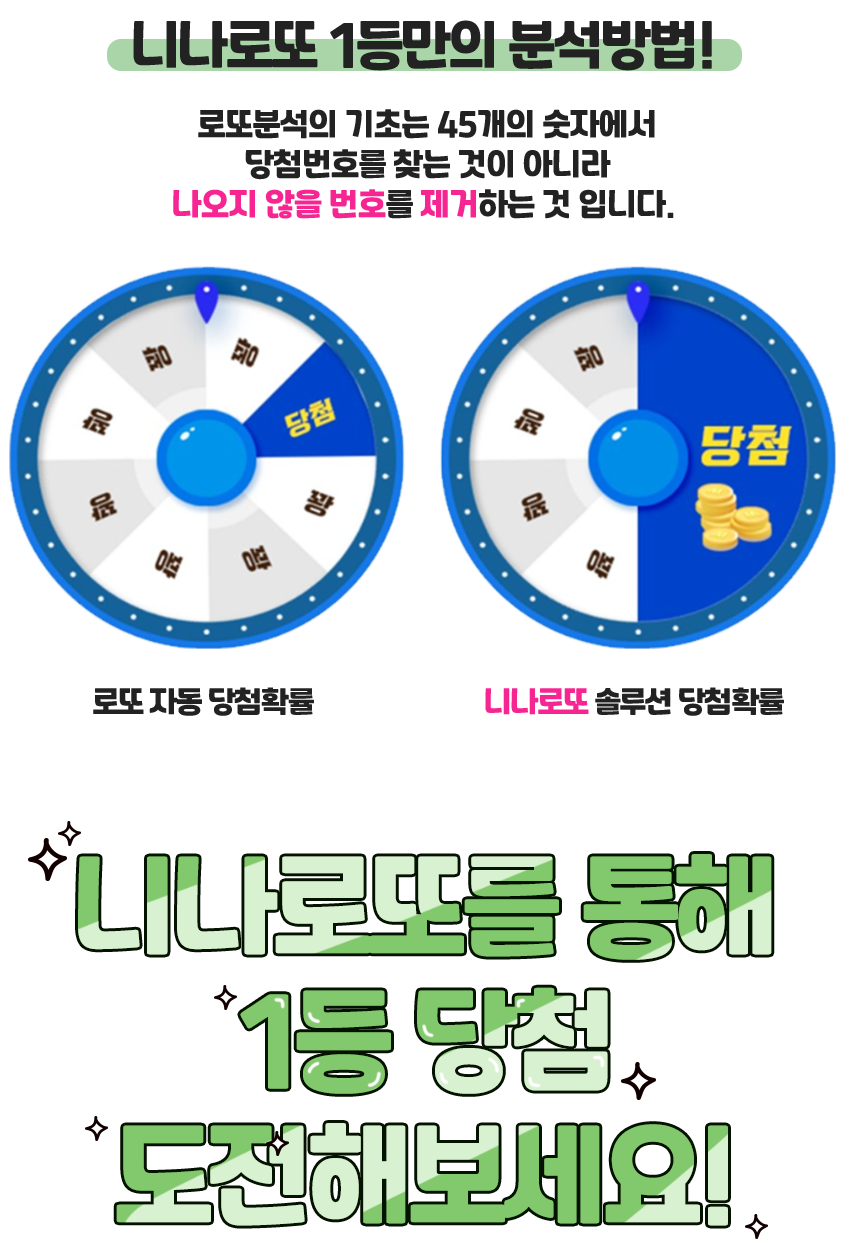 니나로또 1등만의 분석방법!
로또분석의 기초는 45개의 숫자에서
당첨번호를 찾는 것이 아니라
나오지 않을 번호를 제거하는 것 입니다.
꽝
꽝
꽝
당첨
꽝
꽝
꽝
꽝
꽝
꽝
당첨
꽝
꽝
로또 자동 당첨확률
니나로또 솔루션 당첨확률
니나로또를 통해
1등 당첨
도전해보세요!